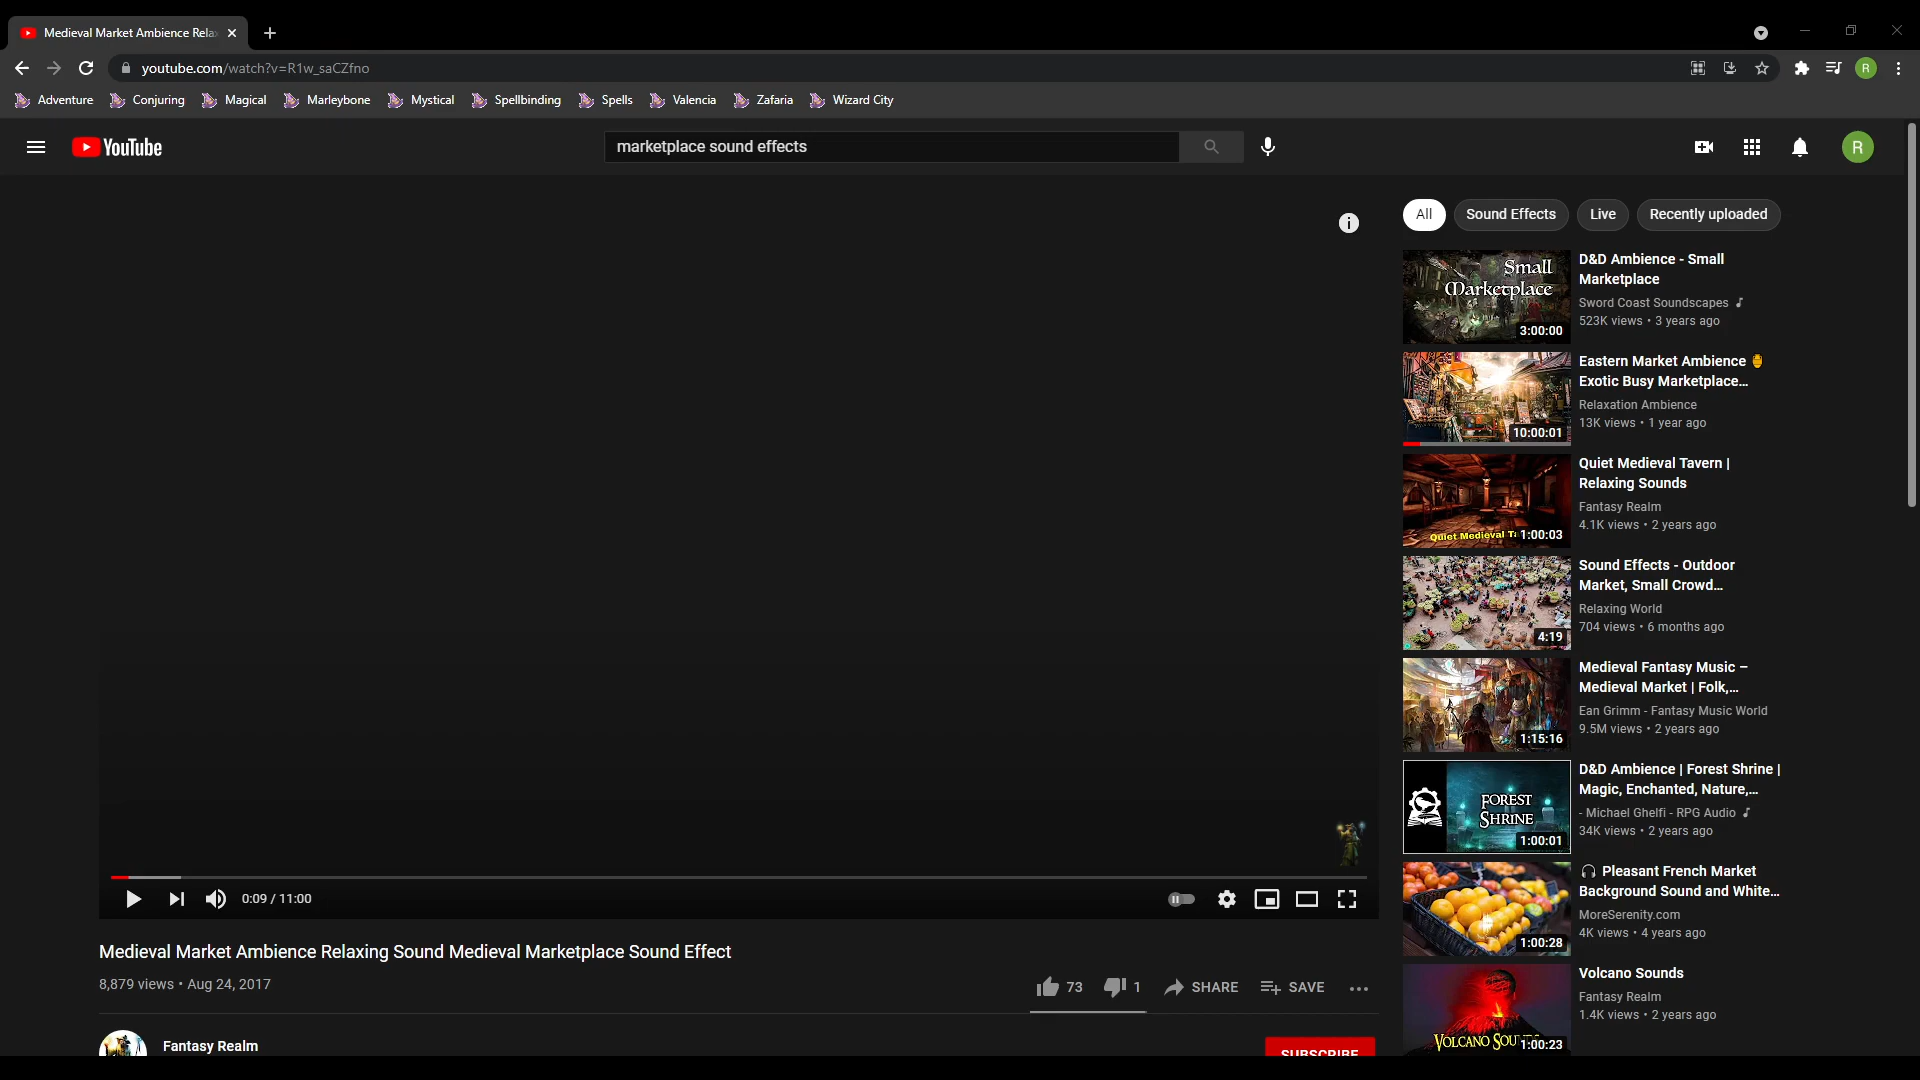 Medieval Market Ambience Rela
youtube.com/watch?v=R1w_saCZfno
R
Adventure
Conjuring
Magical
Marleybone
Mystical
Spellbinding
Spells
Valencia
Zafaria
Wizard City
YouTube
marketplace sound effects
R
All
Sound Effects
Live
Recently uploaded
Small
Marketplace
3:00:00
D&D Ambience - Small
Marketplace
Sword Coast Soundscapes
523K views • 3 years ago
10:00:01
Eastern Market Ambience
Exotic Busy Marketplace...
Relaxation Ambience
13K views • 1 year ago
Quiet Medieval T
1:00:03
Quiet Medieval Tavern |
Relaxing Sounds
Fantasy Realm
4.1K views • 2 years ago
4:19
Sound Effects - Outdoor
Market, Small Crowd...
Relaxing World
704 views • 6 months ago
1:15:16
Medieval Fantasy Music –
Medieval Market | Folk,...
Ean Grimm - Fantasy Music World
9.5M views • 2 years ago
FOREST
SHRINE
1:00:01
D&D Ambience | Forest Shrine |
Magic, Enchanted, Nature,...
- Michael Ghelfi - RPG Audio
34K views • 2 years ago
1:00:28
Pleasant French Market
Background Sound and White...
MoreSerenity.com
4K views • 4 years ago
VOLCANO SOU
1:00:23
Volcano Sounds
Fantasy Realm
1.4K views • 2 years ago
0:09 / 11:00
Medieval Market Ambience Relaxing Sound Medieval Marketplace Sound Effect
8,879 views • Aug 24, 2017
73
1
SHARE
SAVE
Fantasy Realm
SUBSCRIBE